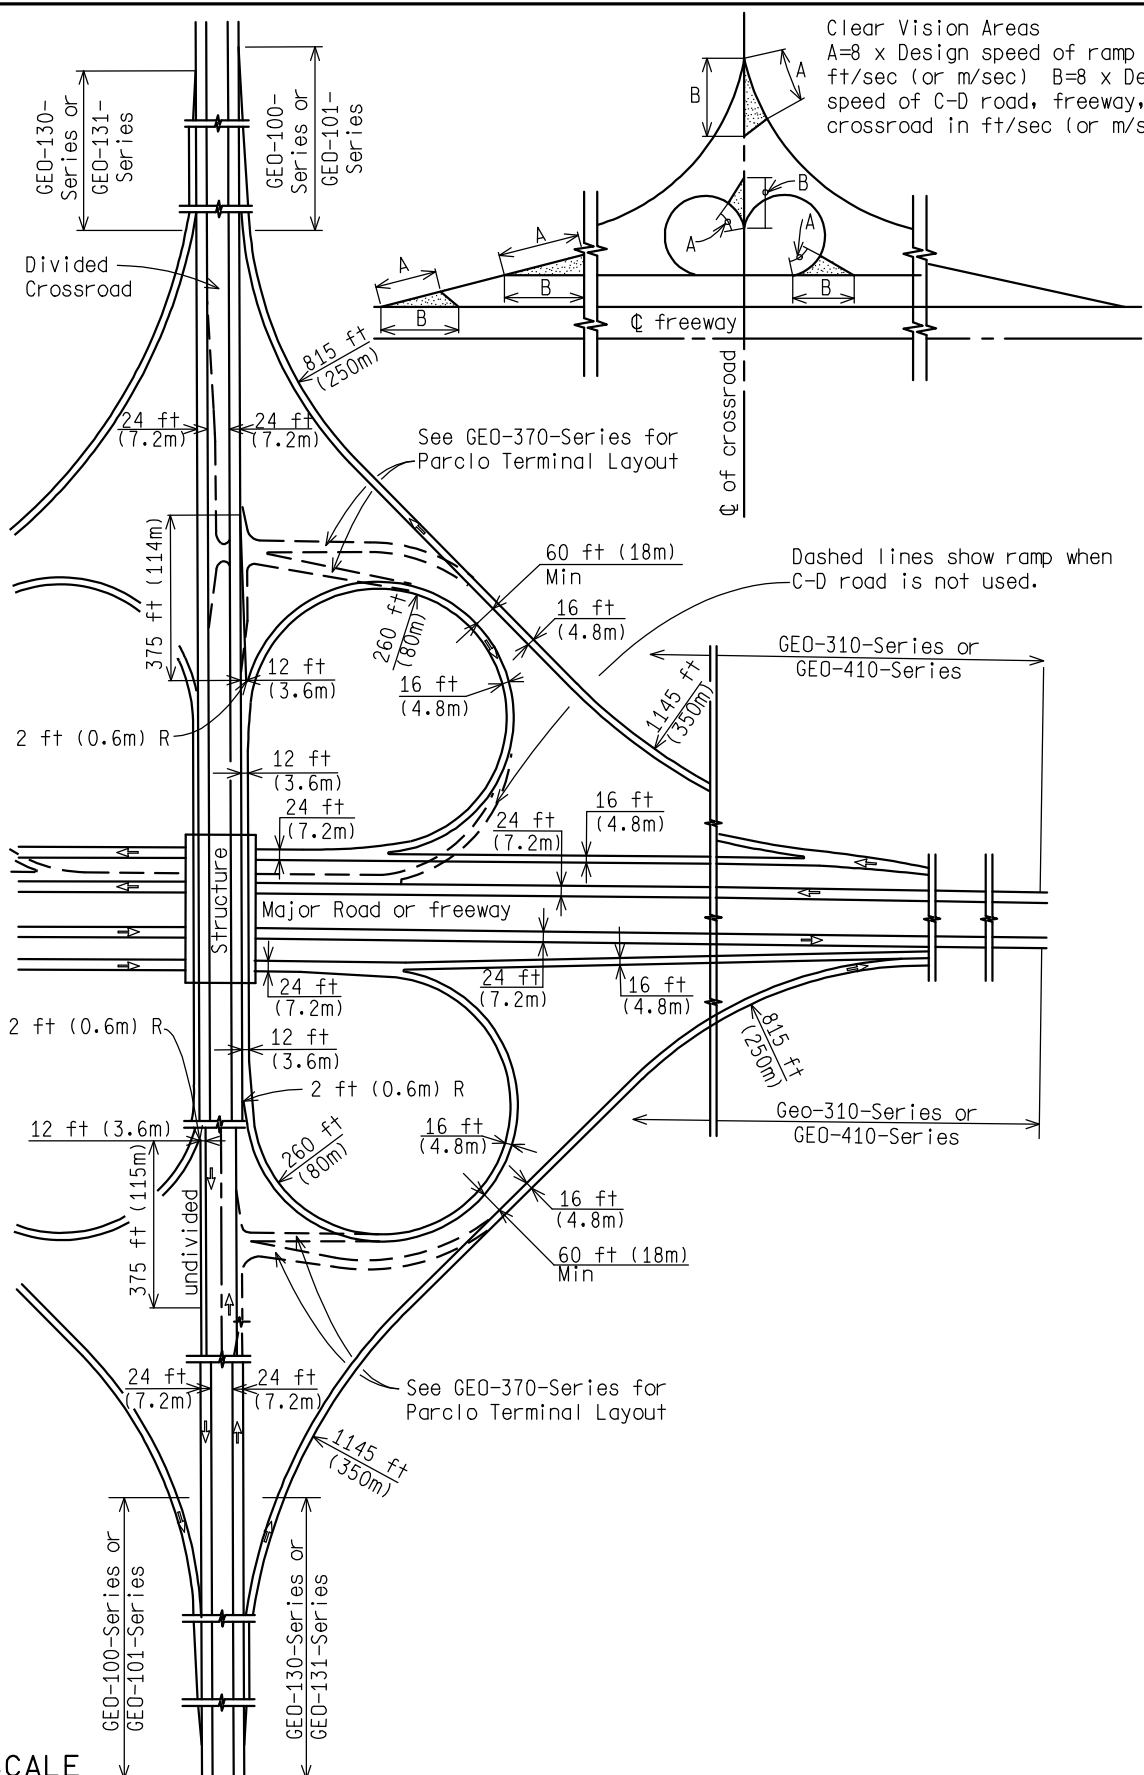 Clear Vision Areas
A=8 x Design speed of ramp
ft/sec (or m/sec) B=8 x De
speed of C-D road, freeway,
crossroad in ft/sec (or m/s
A
B
B
A
A
A
B
A
B
B
₵ freeway
₵ of crossroad
GEO-130-
Series or
GEO-131-
Series
GEO-100-
Series or
GEO-101-
Series
Divided
Crossroad
815 ft
(250m)
24 ft
(7.2m)
24 ft
(7.2m)
See GEO-370-Series for
Parclo Terminal Layout
375 ft (114m)
60 ft (18m)
Min
Dashed lines show ramp when
C-D road is not used.
16 ft
(4.8m)
260 ft
(80m)
GEO-310-Series or
GEO-410-Series
12 ft
(3.6m)
16 ft
(4.8m)
1145 ft
(350m)
2 ft (0.6m) R
12 ft
(3.6m)
24 ft
(7.2m)
24 ft
(7.2m)
16 ft
(4.8m)
Structure
Major Road or freeway
24 ft
(7.2m)
24 ft
(7.2m)
16 ft
(4.8m)
2 ft (0.6m) R
12 ft
(3.6m)
815 ft
(250m)
2 ft (0.6m) R
12 ft (3.6m)
16 ft
(4.8m)
Geo-310-Series or
GEO-410-Series
260 ft
(80m)
375 ft (115m)
undivided
16 ft
(4.8m)
60 ft (18m)
Min
24 ft
(7.2m)
24 ft
(7.2m)
See GEO-370-Series for
Parclo Terminal Layout
1145 ft
(350m)
GEO-100-Series or
GEO-101-Series
GEO-130-Series or
GEO-131-Series
CALE